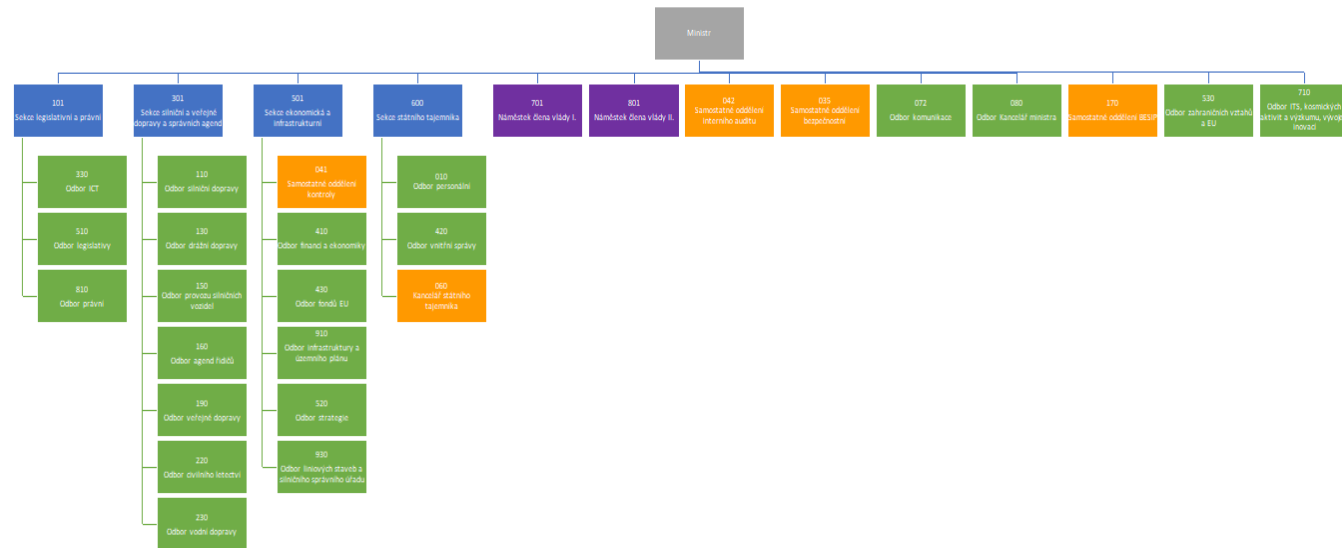 Ministr
101
Sekce legislativní a právní
301
Sekce silniční a veřejné
dopravy a správních agend
501
Sekce ekonomická a
infrastrukturní
600
Sekce státního tajemníka
701
Náměstek člena vlády I.
801
Náměstek člena vlády II.
042
Samostatné oddělení
interního auditu
035
Samostatné oddělení
bezpečnostní
072
Odbor komunikace
080
Odbor Kancelář ministra
170
Samostatné oddělení BESIP
530
Odbor zahraničních vztahů
a EU
710
Odbor ITS, kosmických
aktivit a výzkumu, vývoje
inovací
330
Odbor ICT
510
Odbor legislativy
810
Odbor právní
110
Odbor silniční dopravy
130
Odbor drážní dopravy
150
Odbor provozu silničních
vozidel
160
Odbor agend řidičů
190
Odbor veřejné dopravy
220
Odbor civilního letectví
230
Odbor vodní dopravy
041
Samostatné oddělení
kontroly
410
Odbor financí a ekonomiky
430
Odbor fondů EU
910
Odbor infrastruktury a
územního plánu
520
Odbor strategie
930
Odbor liniových staveb a
silničního správního úřadu
010
Odbor personální
420
Odbor vnitřní správy
060
Kancelář státního
tajemníka